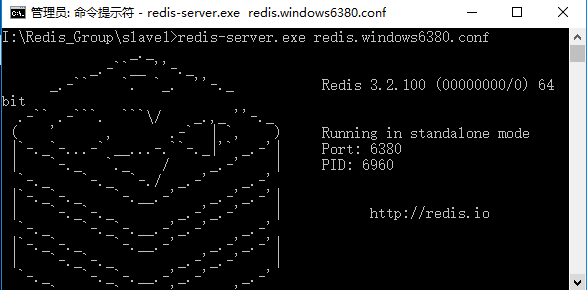 管理员: 命令提示符 - redis-server.exe  redis.windows6380.conf
I:\Redis_Group\slave1>redis-server.exe redis.windows6380.conf
Redis 3.2.100 (00000000/0) 64
bit
Running in standalone mode
Port: 6380
PID: 6960
http://redis.io